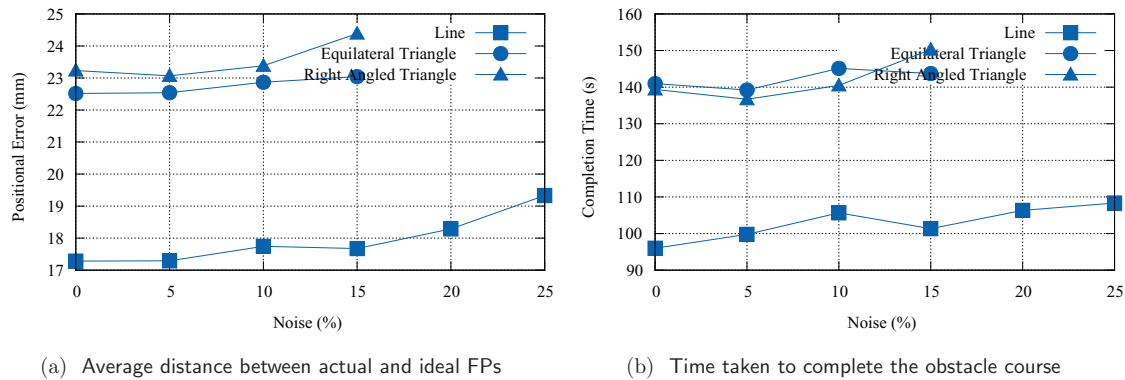 25
24
23
22
21
20
19
18
17
0 5 10 15 20 25
Positional Error (mm)
Noise (%)
Line
Equilateral Triangle
Right Angled Triangle
(a) Average distance between actual and ideal FPs
160
150
140
130
120
110
100
90
0 5 10 15 20 25
Completion Time (s)
Noise (%)
Line
Equilateral Triangle
Right Angled Triangle
(b) Time taken to complete the obstacle course